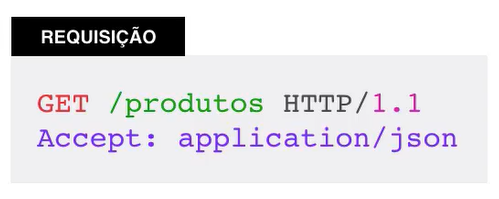 REQUISIÇÃO
GET /produtos HTTP/1.1
Accept: application/json